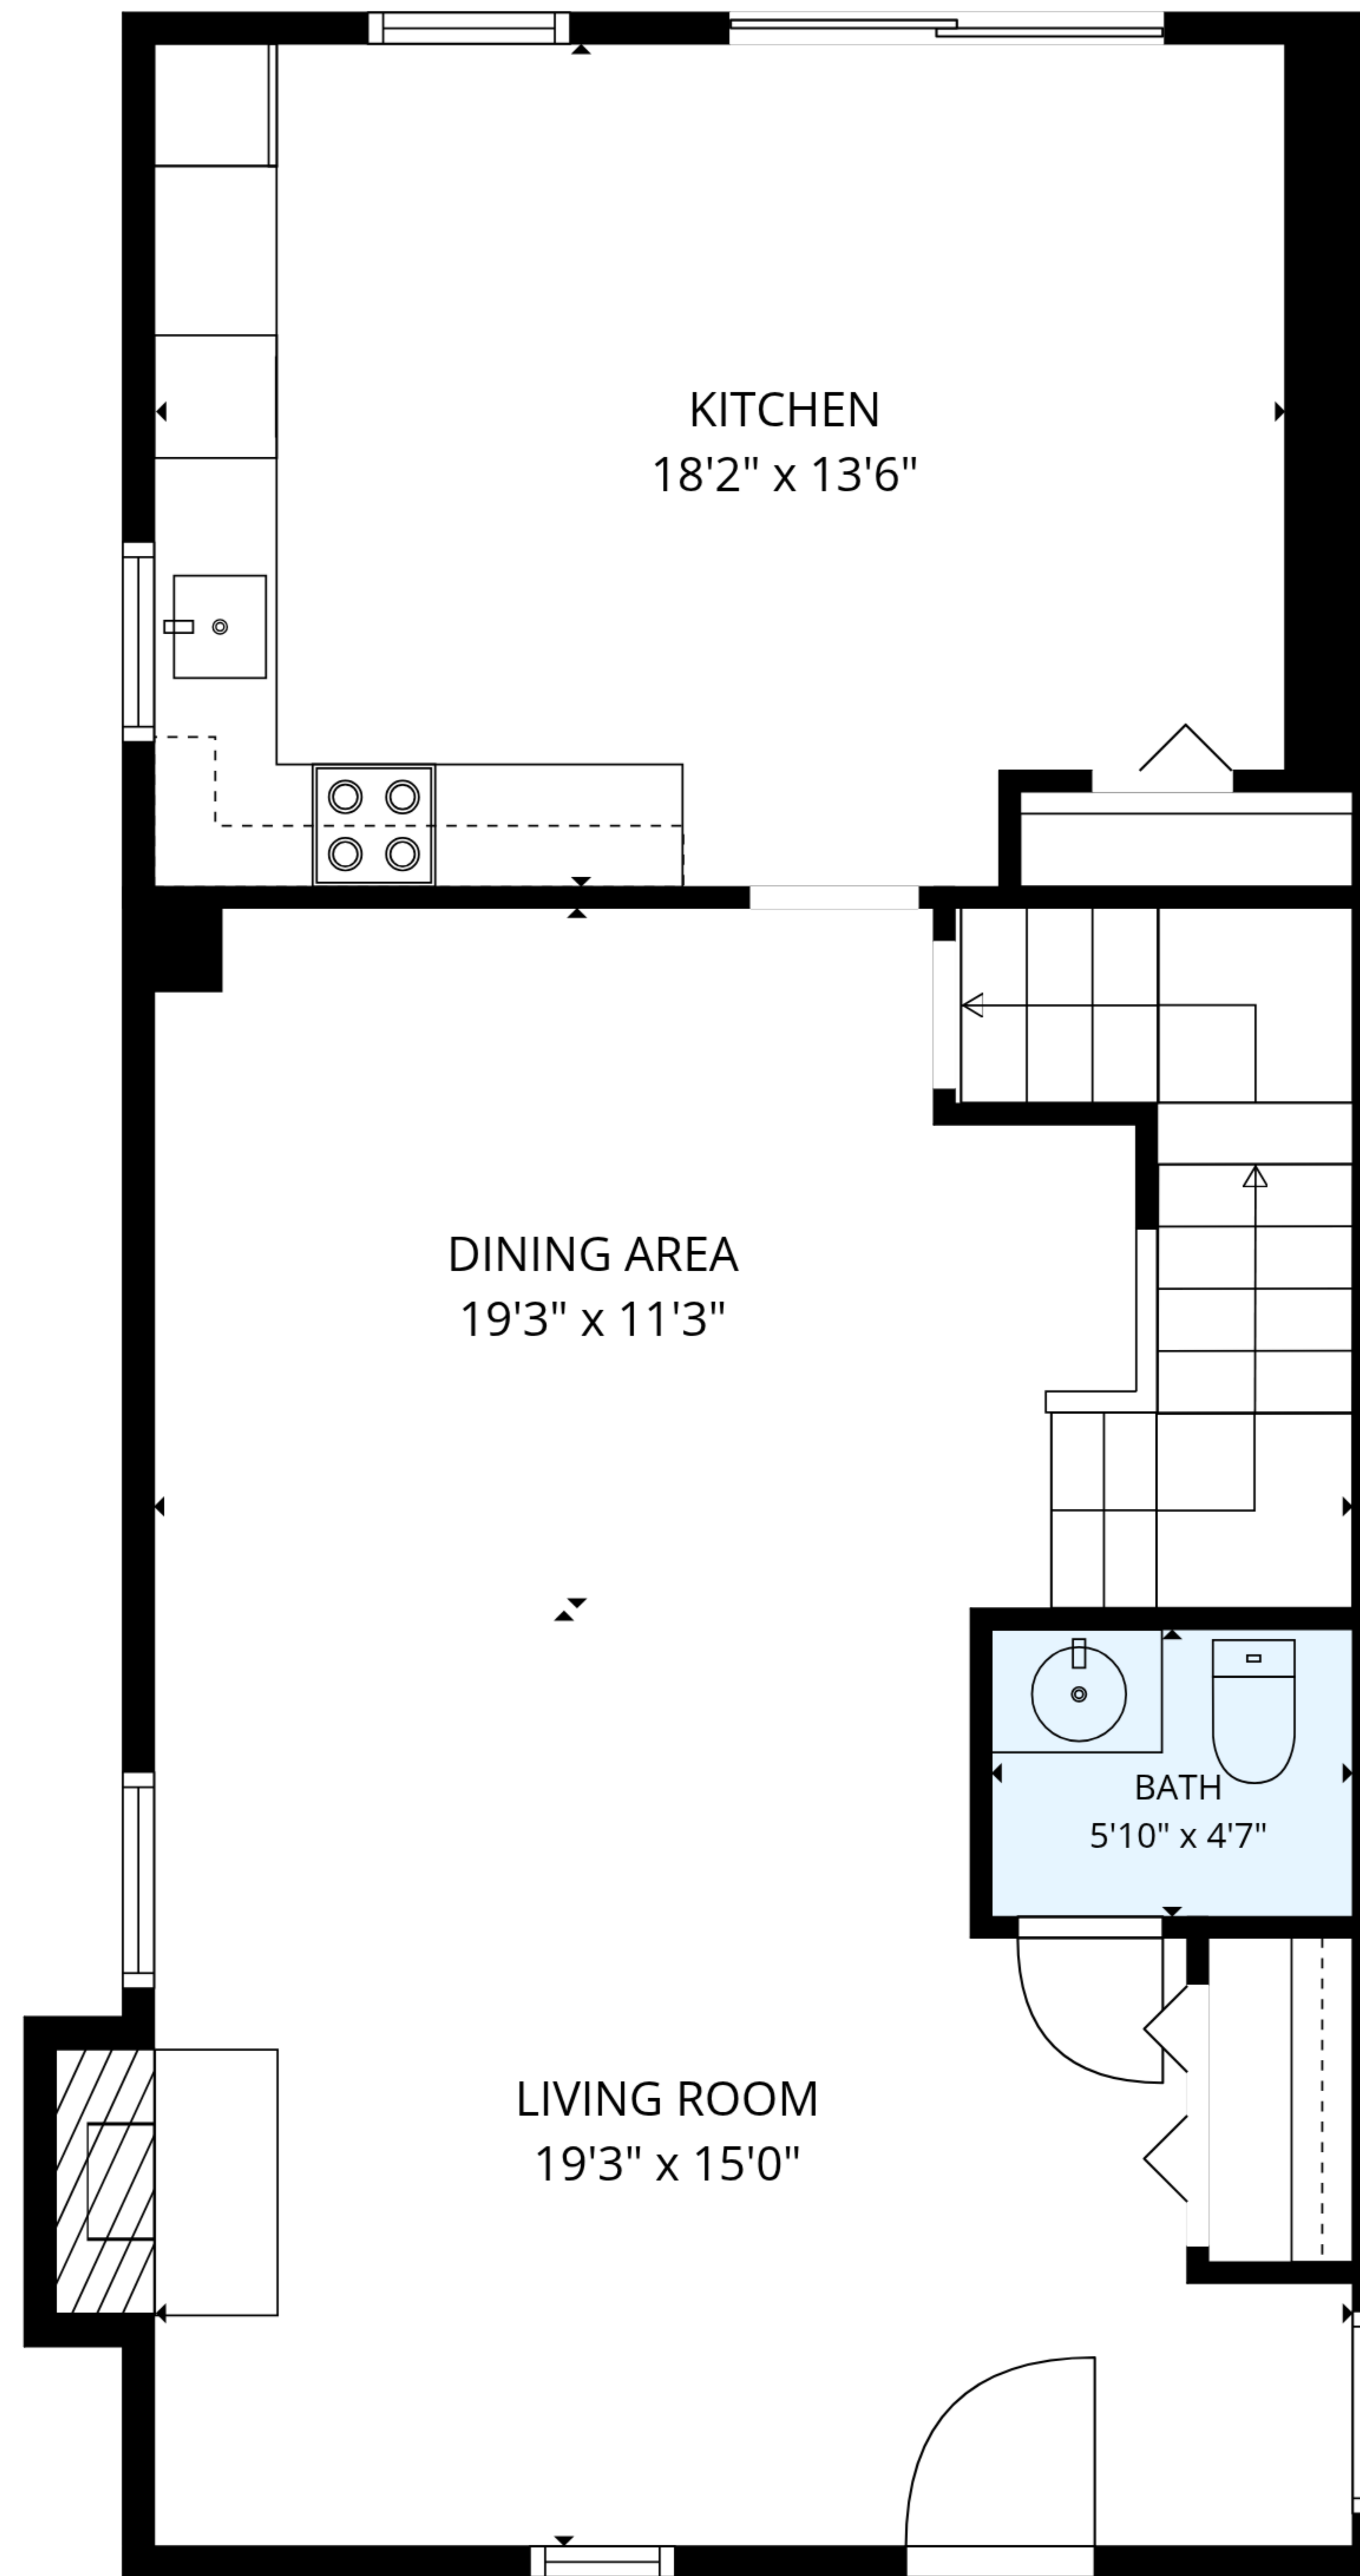 KITCHEN
18'2" x 13'6"
DINING AREA
19'3" x 11'3"
BATH
5'10" x 4'7"
LIVING ROOM
19'3" x 15'0"